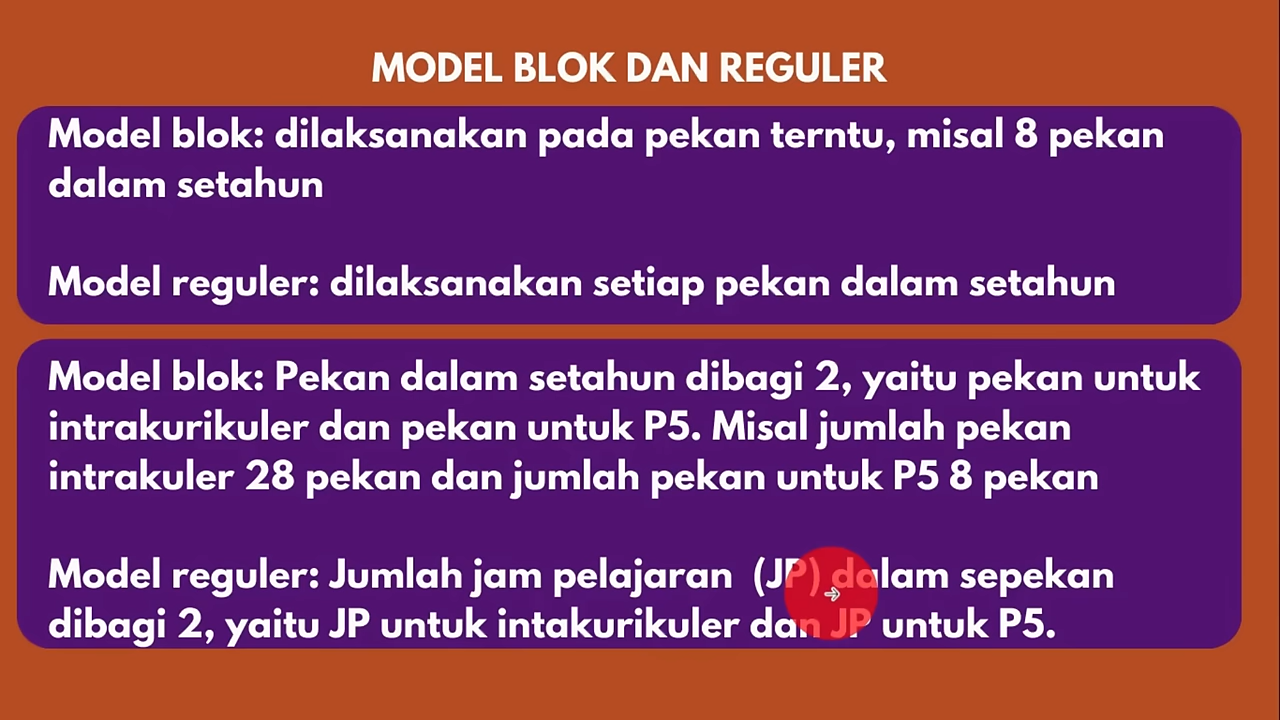 MODEL BLOK DAN REGULER
Model blok: dilaksanakan pada pekan terntu, misal 8 pekan
dalam setahun
Model reguler: dilaksanakan setiap pekan dalam setahun
Model blok: Pekan dalam setahun dibagi 2, yaitu pekan untuk
intrakurikuler dan pekan untuk P5. Misal jumlah pekan
intrakuler 28 pekan dan jumlah pekan untuk P5 8 pekan
Model reguler: Jumlah jam pelajaran (JP) dalam sepekan
dibagi 2, yaitu JP untuk intakurikuler dan JP untuk P5.